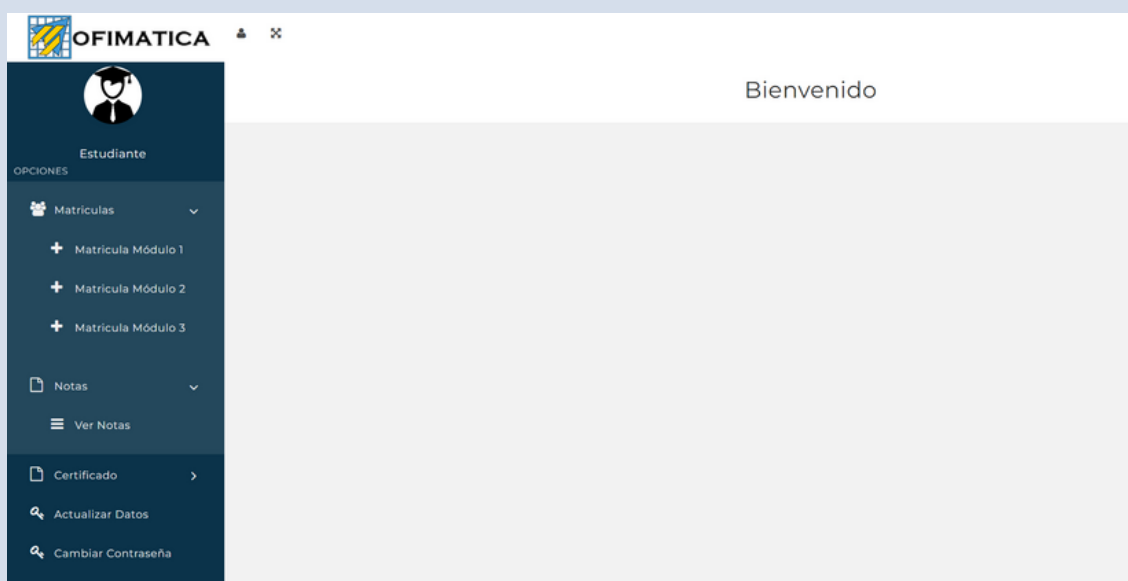 OFIMATICA
Bienvenido
Estudiante
OPCIONES
Matriculas
Matricula Módulo 1
Matricula Módulo 2
Matricula Módulo 3
Notas
Ver Notas
Certificado
Actualizar Datos
Cambiar Contraseña